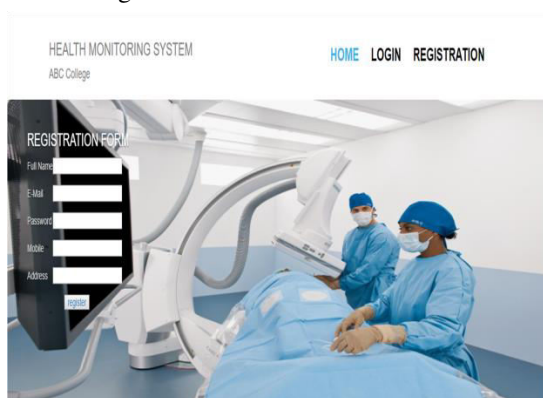 HEALTH MONITORING SYSTEM
ABC College
HOME LOGIN REGISTRATION
REGISTRATION FORM
Full Name
E-Mail
Password
Mobile
Address
register